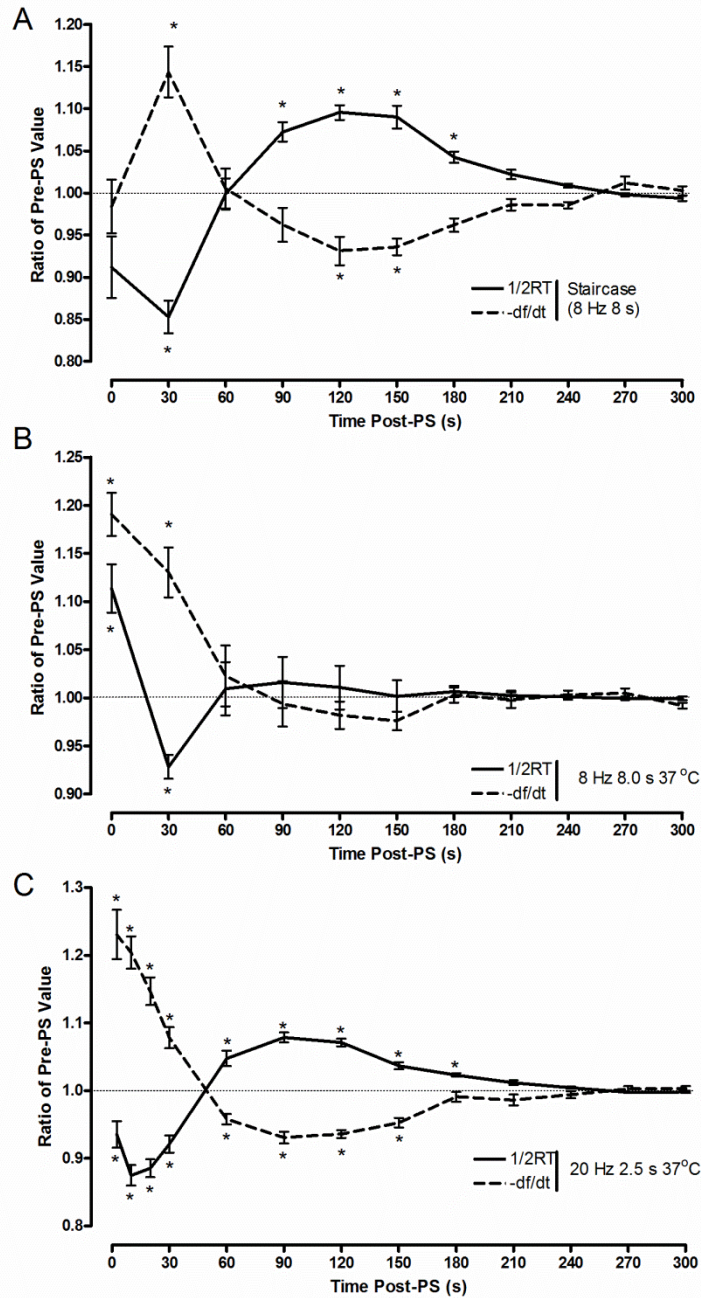 A
1.20
*
1.15
1.10
* * *
1.05
*
1.00
0.95
0.90
* *
0.85
*
0.80
Ratio of Pre-PS Value
1/2RT
-df/dt
Staircase
(8 Hz 8 s)
0 30 60 90 120 150 180 210 240 270 300
Time Post-PS (s)
B
1.25
1.20
*
1.15
*
1.10
*
1.05
1.00
0.95
0.90
*
Ratio of Pre-PS Value
1/2RT
-df/dt
8 Hz 8.0 s 37 °C
0 30 60 90 120 150 180 210 240 270 300
Time Post-PS (s)
C
1.3
* *
1.2
*
*
1.1
* * * * *
1.0
0.9
* * * *
* * * *
0.8
Ratio of Pre-PS Value
1/2RT
-df/dt
20 Hz 2.5 s 37°C
0 30 60 90 120 150 180 210 240 270 300
Time Post-PS (s)